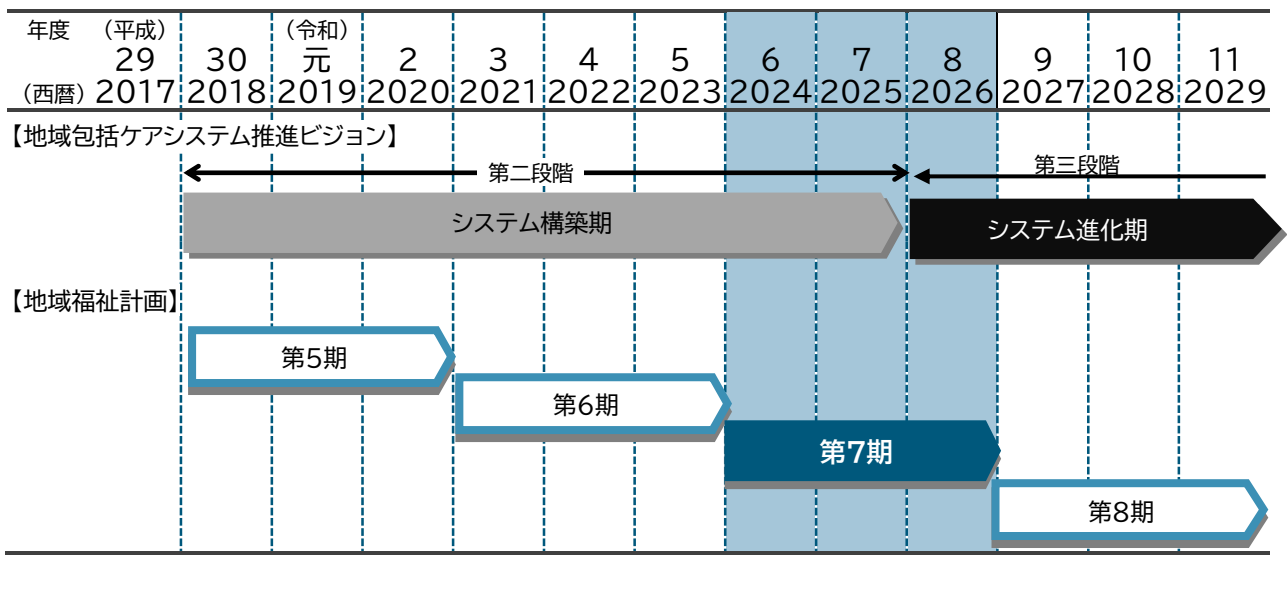 年度 （平成） （令和）
29 30 元 2 3 4 5 6 7 8 9 10 11
（西暦） 2017 2018 2019 2020 2021 2022 2023 2024 2025 2026 2027 2028 2029
【地域包括ケアシステム推進ビジョン】
第二段階 第三段階
システム構築期 システム進化期
【地域福祉計画】
第5期
第6期
第7期
第8期